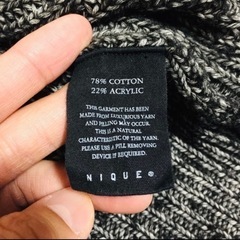 78% COTTON
22% ACRYLIC
THIS GARMENT HAS BEEN
MADE FROM LUXURIOUS YARN
AND PILLING MAY OCCUR.
THIS IS A NATURAL
CHARACTERISTIC OF THE YARN.
PLEASE USE A PILL REMOVING
DEVICE IF REQUIRED.
NIQUE®